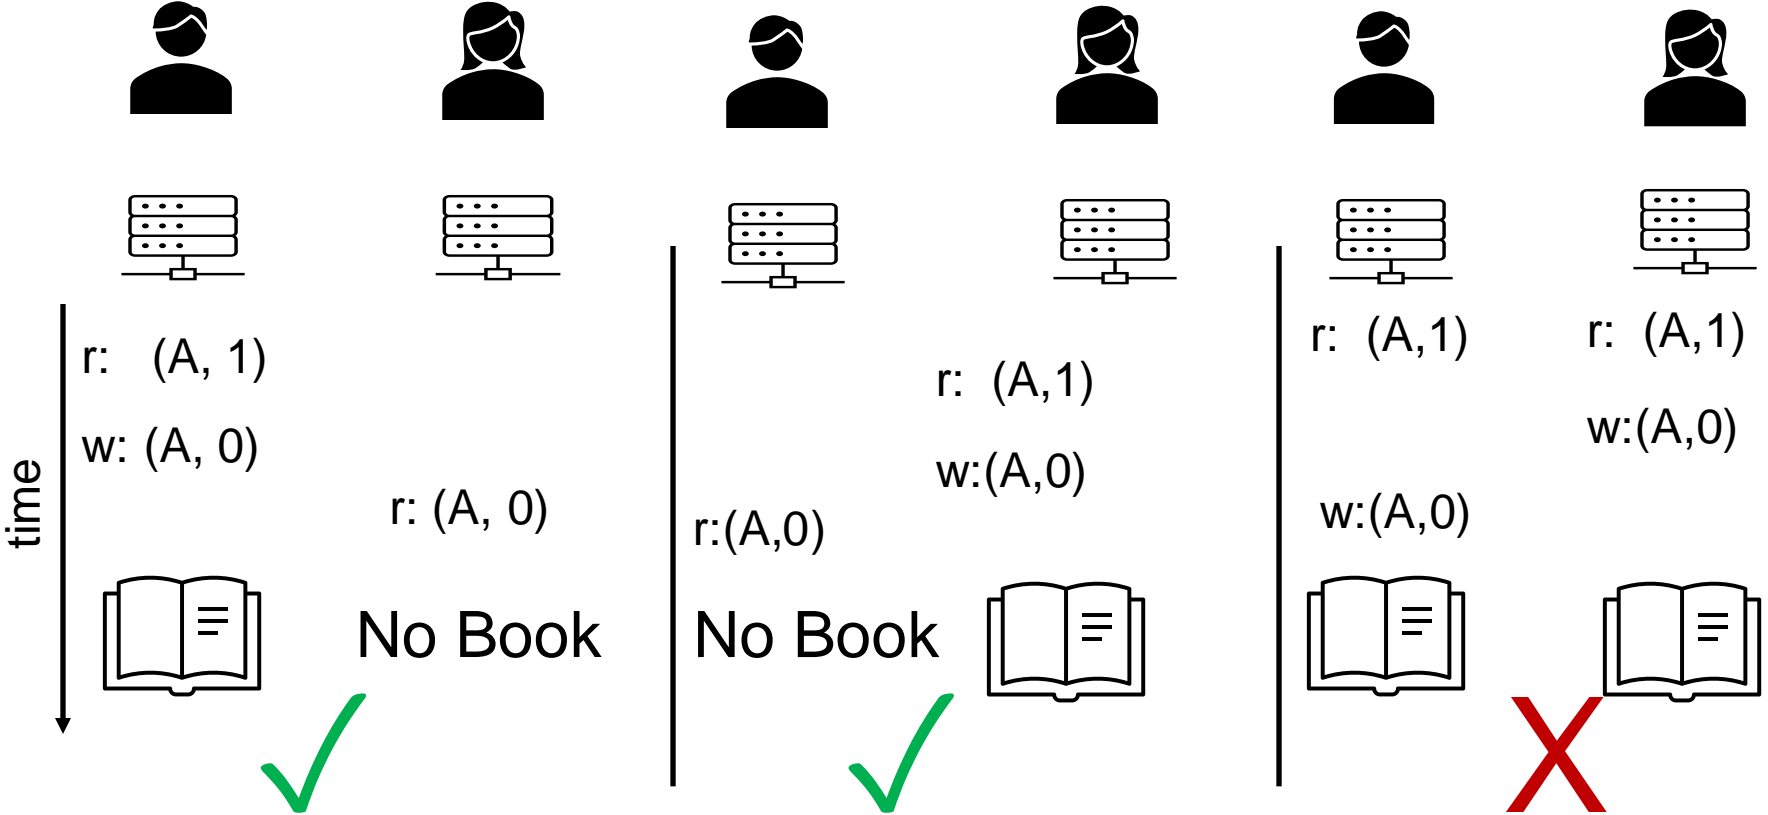 time
r: (A, 1)
w: (A, 0)
r: (A, 0)
No Book
r: (A,1)
w:(A,0)
r:(A,0)
No Book
r: (A,1)
r: (A,1)
w:(A,0)
w:(A,0)
X